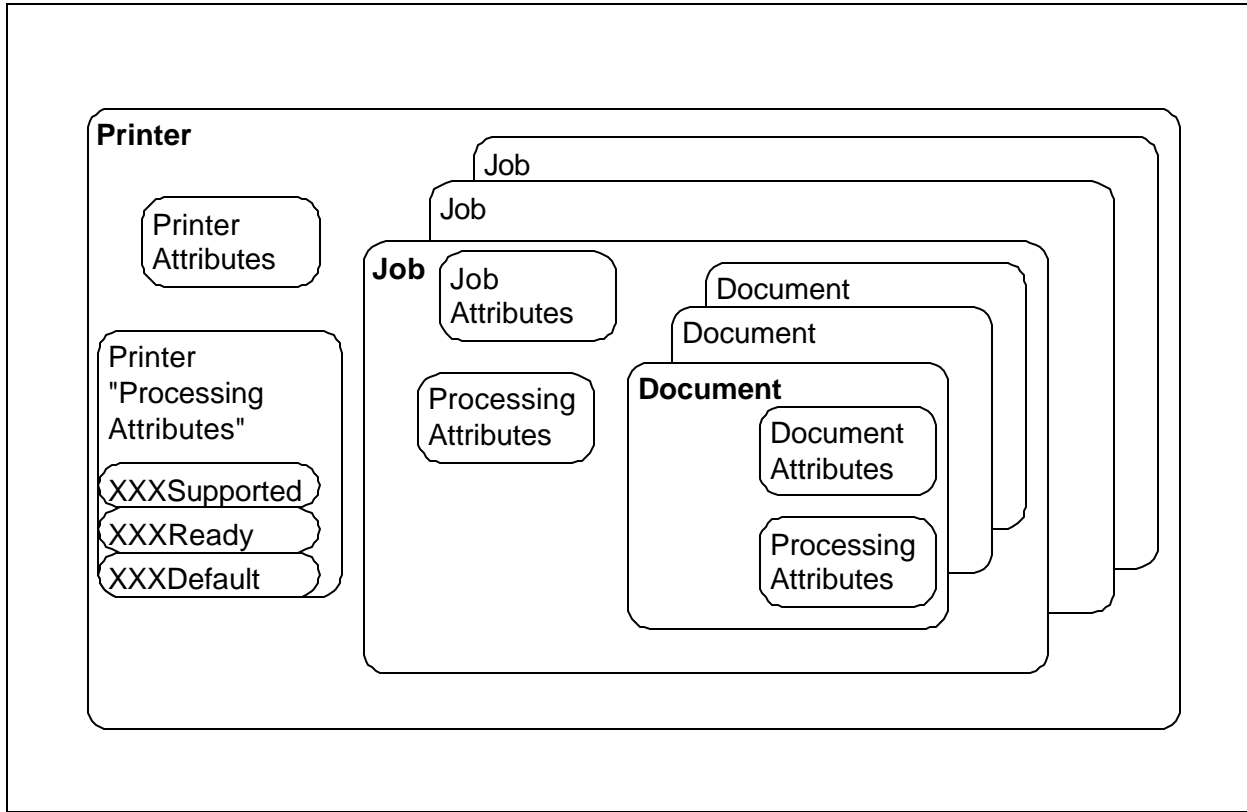 Printer
Printer
Attributes
Printer
"Processing
Attributes"
XXXSupported
XXXReady
XXXDefault
Job
Job
Job
Job
Attributes
Processing
Attributes
Document
Document
Document
Document
Attributes
Processing
Attributes